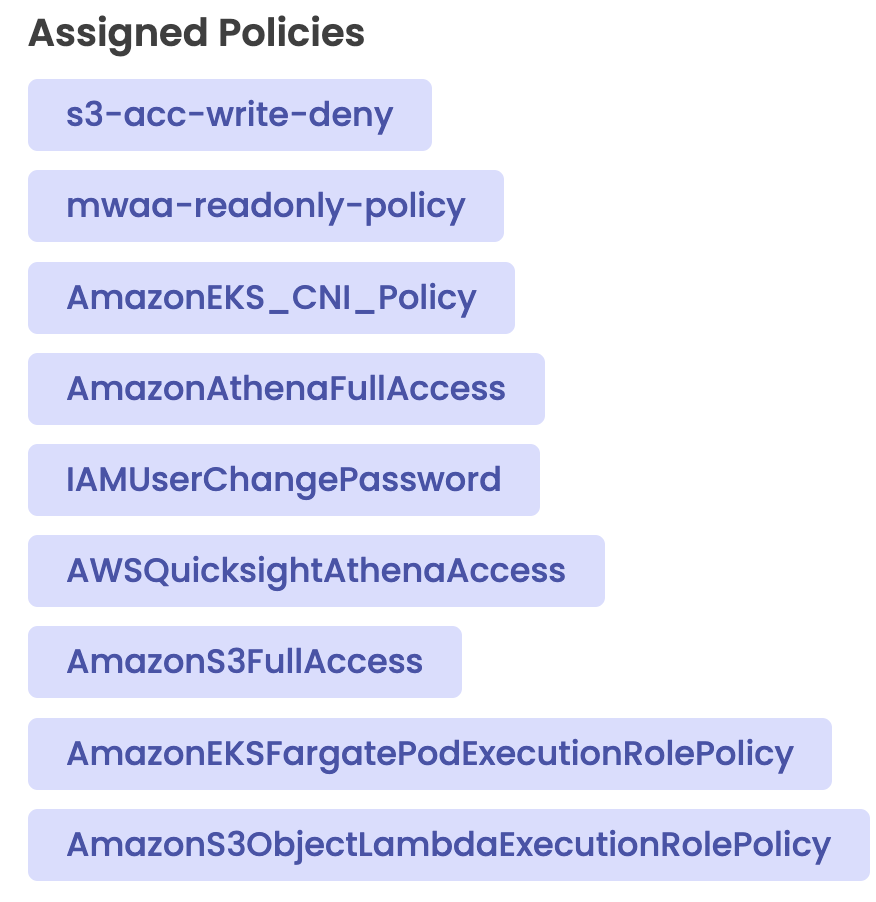 Assigned Policies
s3-acc-write-deny
mwaa-readonly-policy
AmazonEKS_CNI_Policy
AmazonAthenaFullAccess
IAMUserChangePassword
AWSQuicksightAthenaAccess
AmazonS3FullAccess
AmazonEKSFargatePodExecutionRolePolicy
AmazonS3ObjectLambdaExecutionRolePolicy